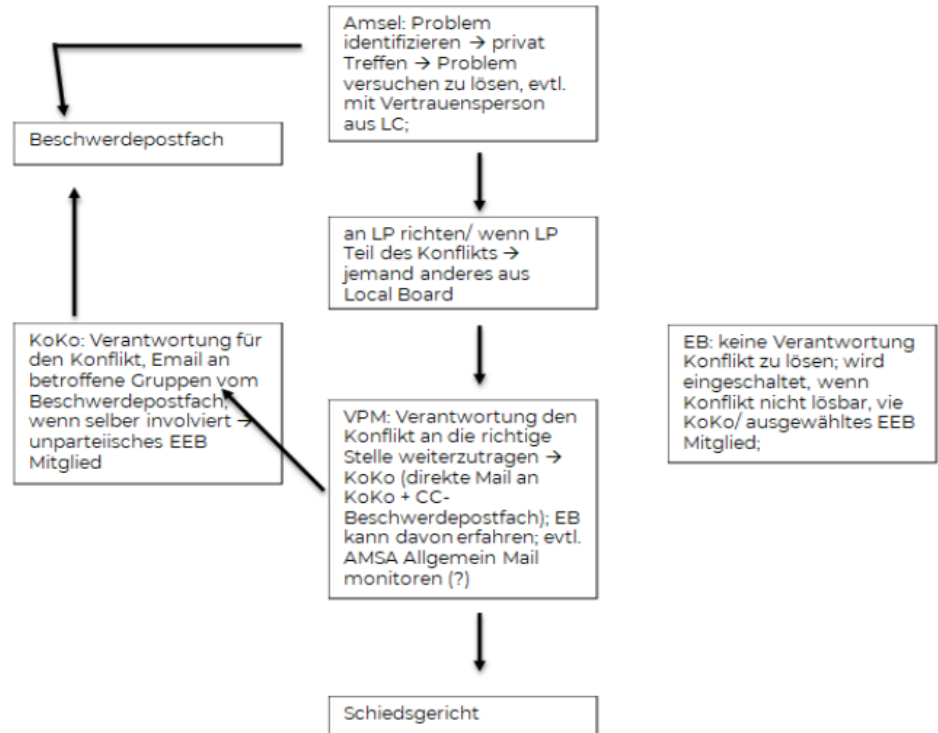 Amsel: Problem
identifizieren → privat
Treffen → Problem
versuchen zu lösen, evtl.
mit Vertrauensperson
aus LC;
Beschwerdepostfach
an LP richten/ wenn LP
Teil des Konflikts →
jemand anderes aus
Local Board
KoKo: Verantwortung für
den Konflikt, Email an
betroffene Gruppen vom
Beschwerdepostfach,
wenn selber involviert →
unparteiisches EEB
Mitglied
EB: keine Verantwortung
Konflikt zu lösen; wird
eingeschaltet, wenn
Konflikt nicht lösbar, vie
KoKo/ ausgewähltes EEB
Mitglied;
VPM: Verantwortung den
Konflikt an die richtige
Stelle weiterzutragen →
KoKo (direkte Mail an
KoKo + CC-
Beschwerdepostfach); EB
kann davon erfahren; evtl.
AMSA Allgemein Mail
monitoren (?)
Schiedsgericht